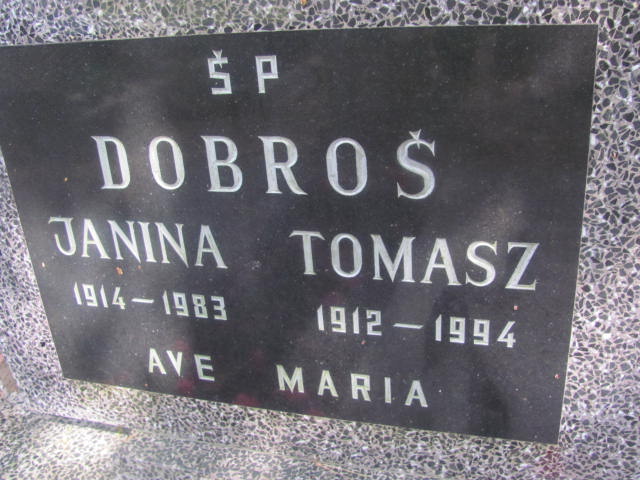 ŠP
DOBROŠ
JANINA TOMASZ
1914-1983 1912-1994
AVE MARIA